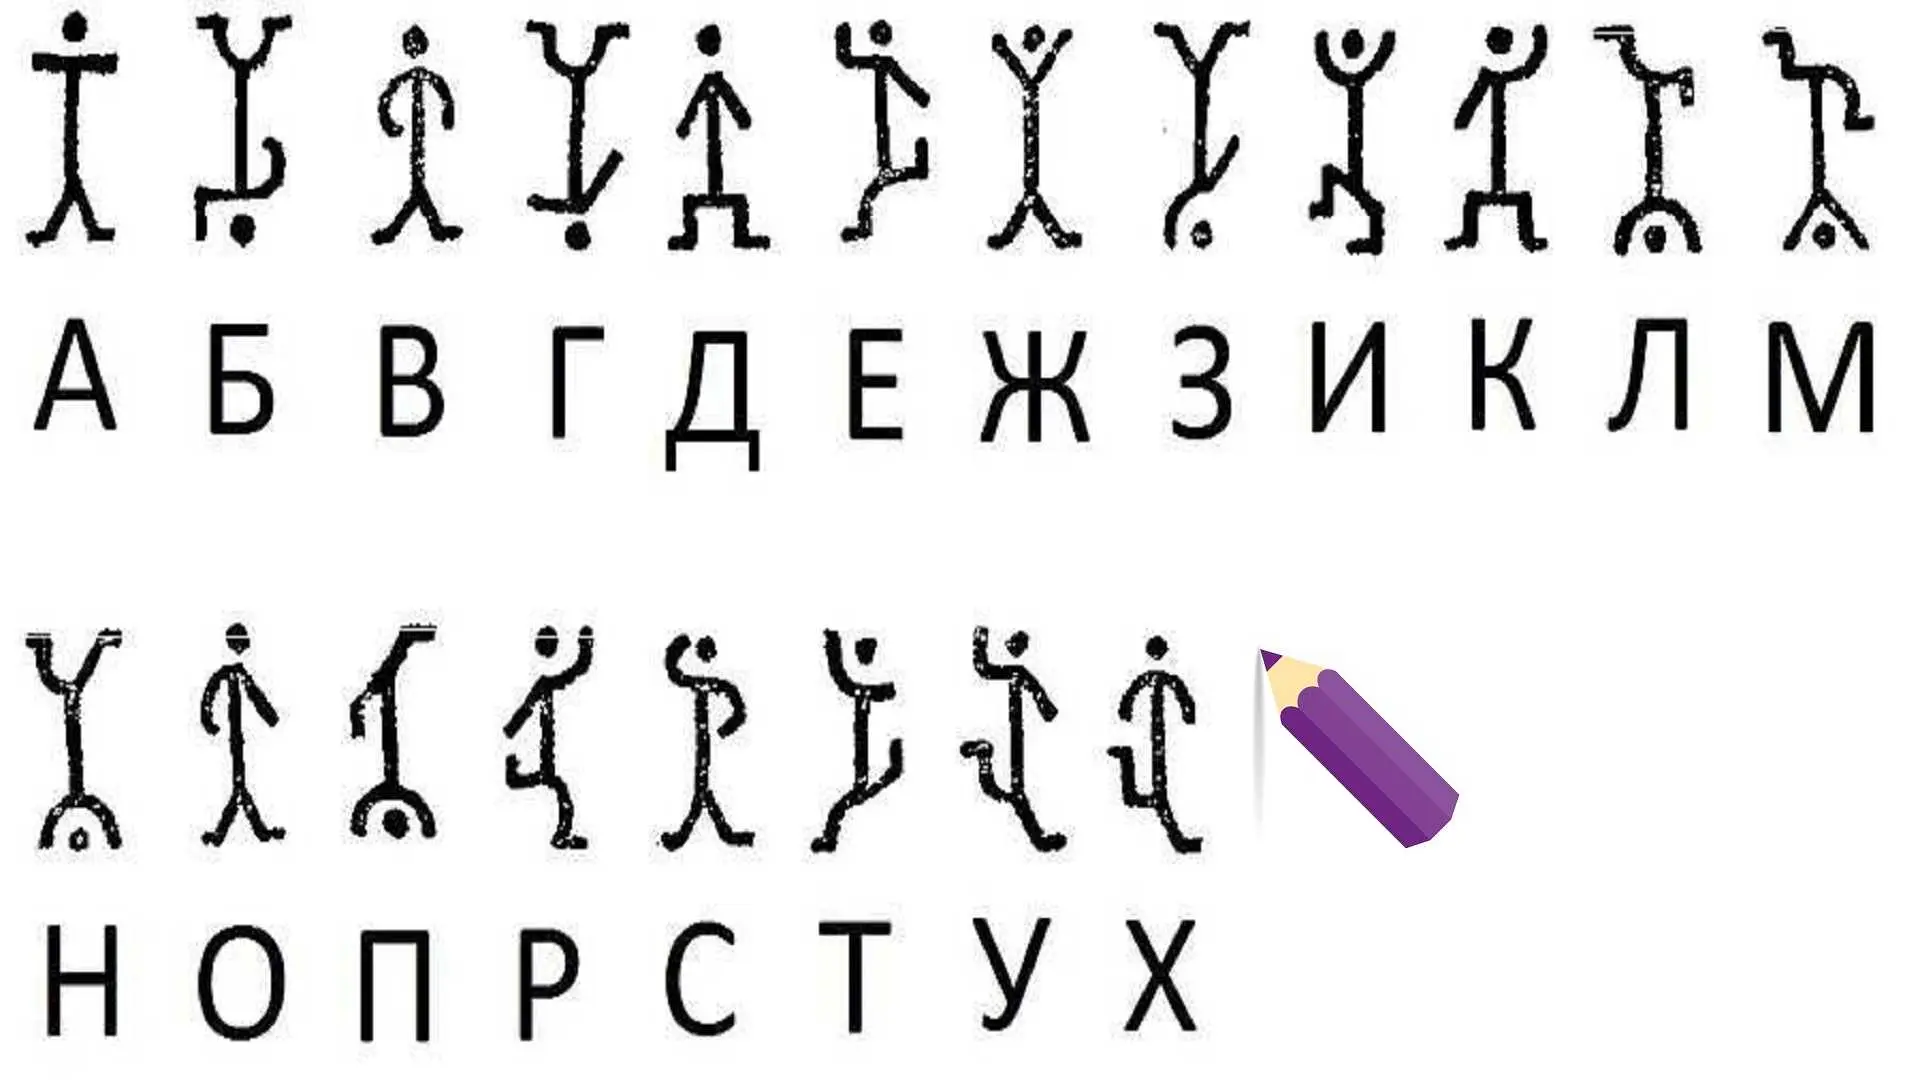 А Б В Г Д Е Ж З И К Л М
Н О П Р С Т У Х